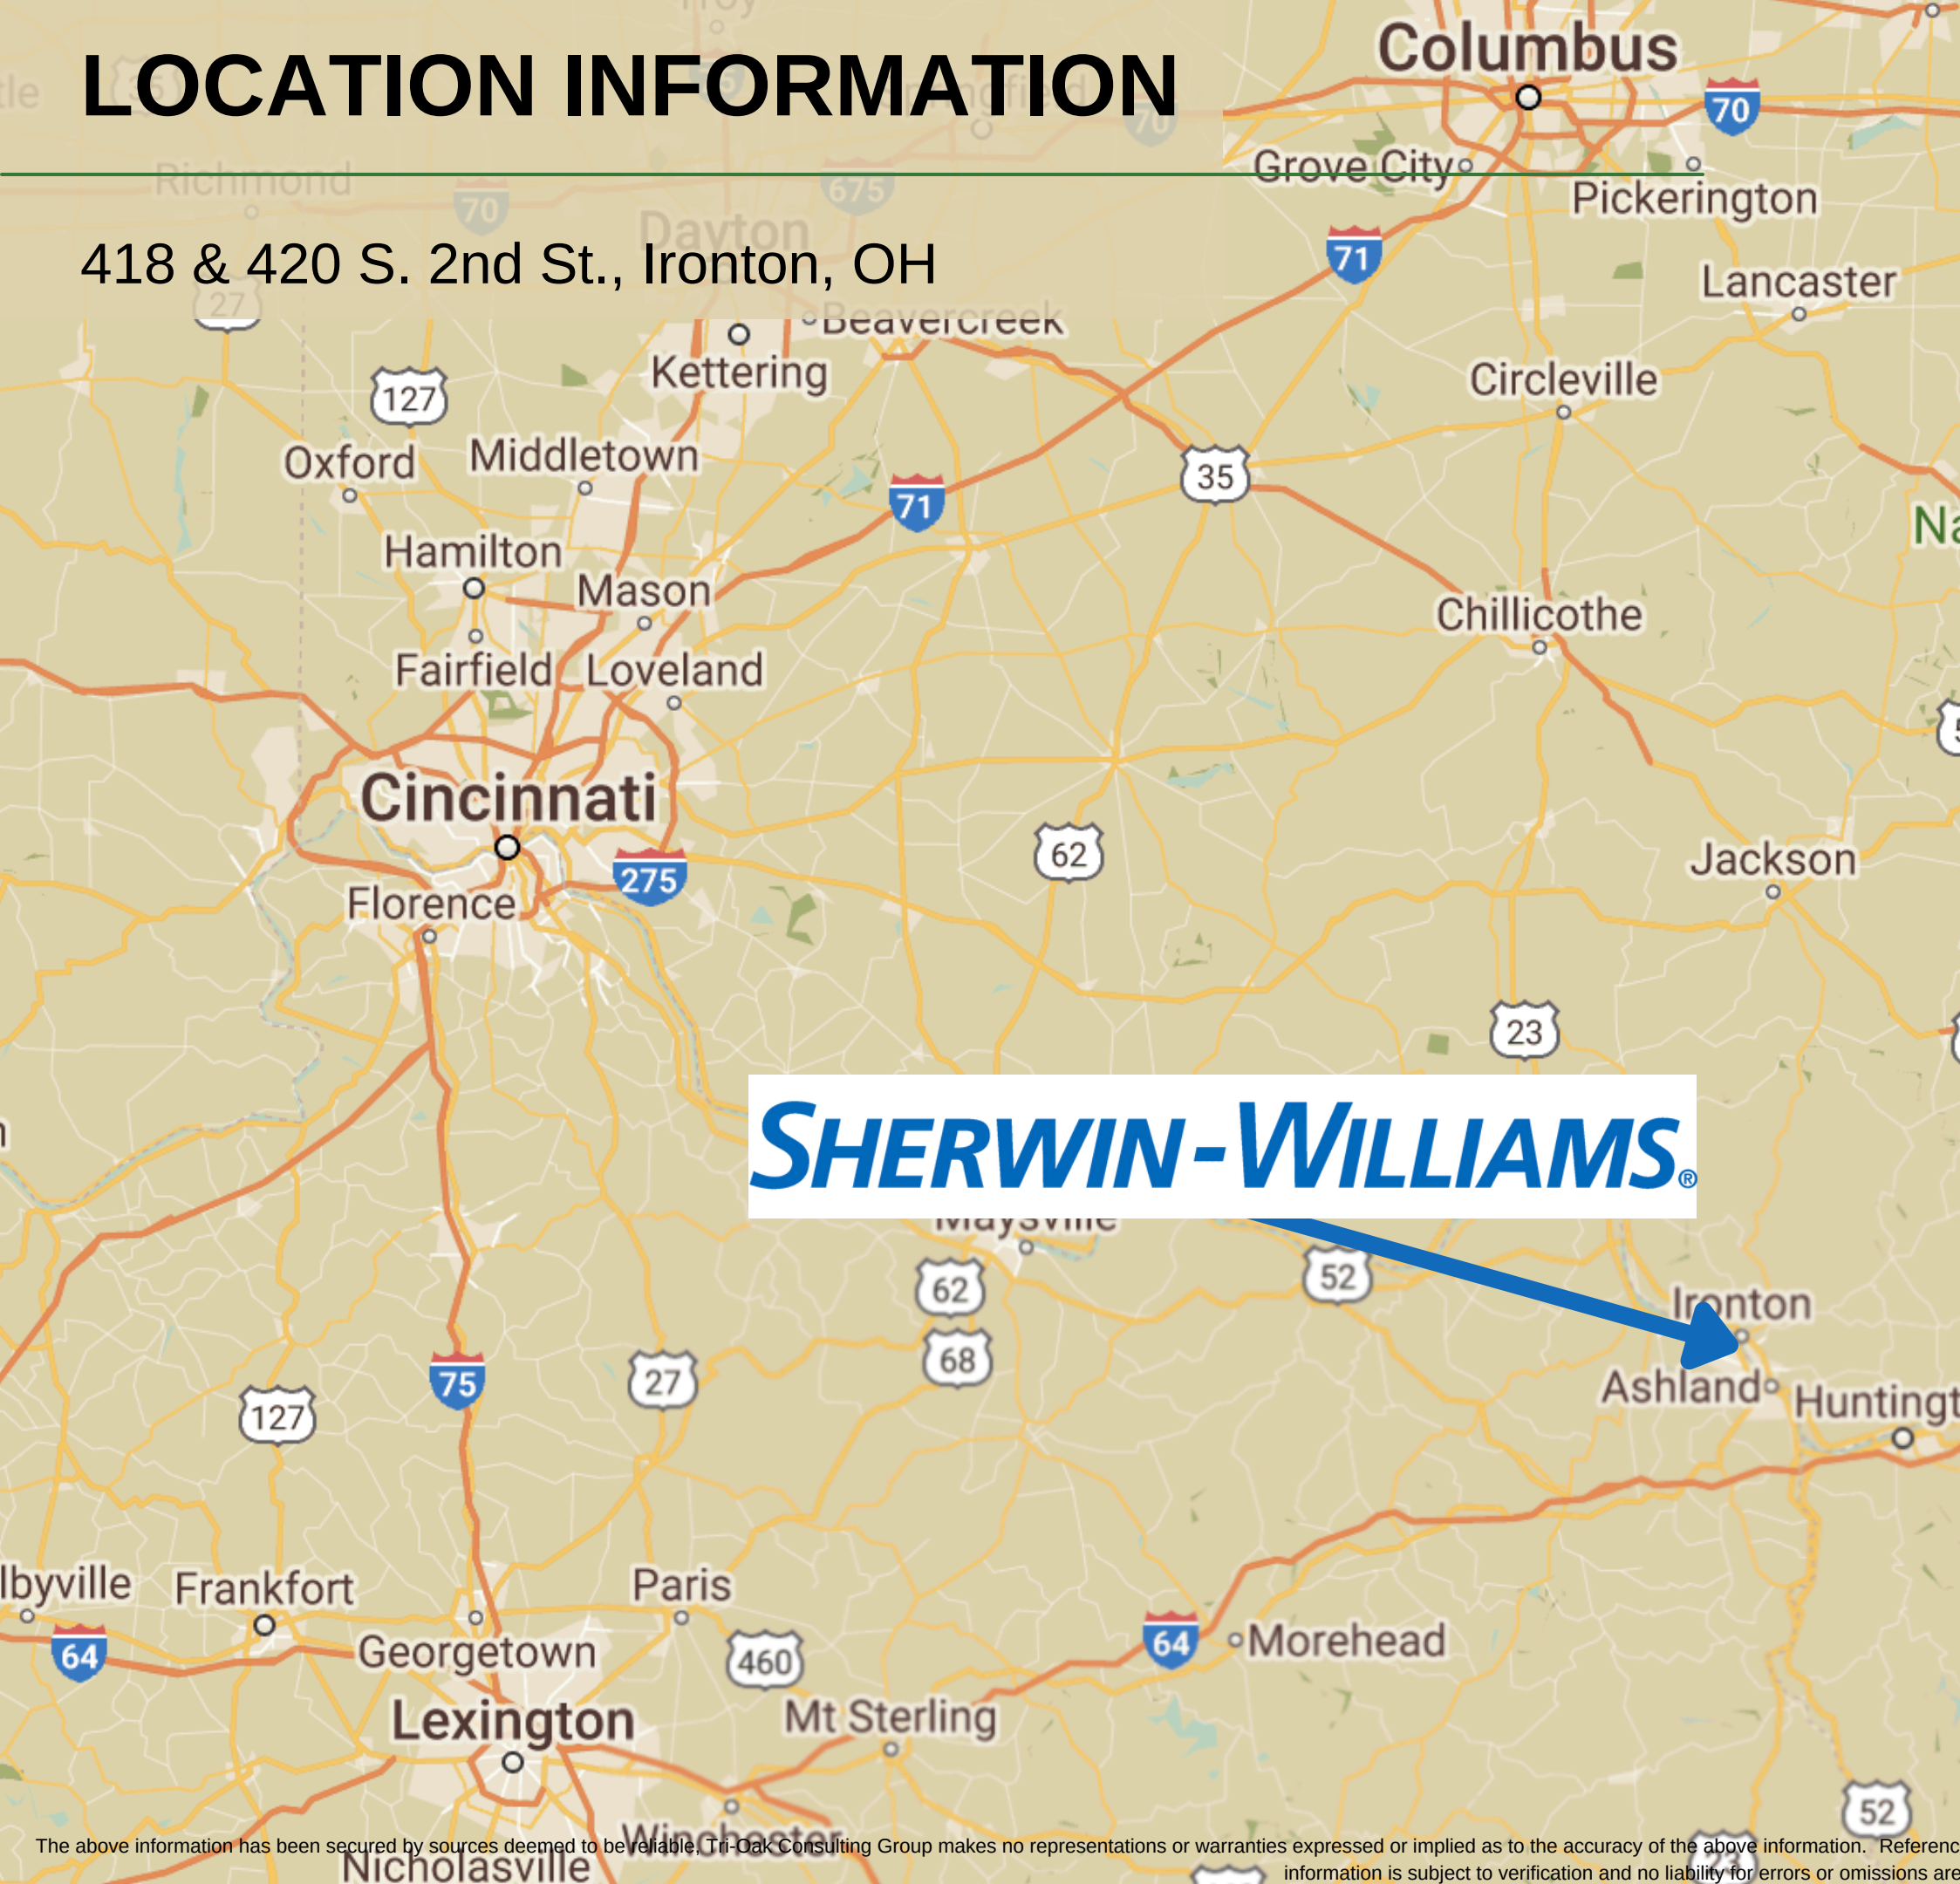 LOCATION INFORMATION
418 & 420 S. 2nd St., Ironton, OH
Columbus
70
Grove City
Pickerington
Richmond
70
675
Dayton
71
Lancaster
27
Beavercreek
Kettering
Circleville
127
Oxford
Middletown
35
71
Hamilton
Mason
Chillicothe
Fairfield
Loveland
Cincinnati
62
Jackson
275
Florence
23
SHERWIN-WILLIAMS®
Maysville
62
52
Ironton
68
75
27
Ashland
Huntingt
127
lbyville
Frankfort
Paris
64
Georgetown
460
64
Morehead
Lexington
Mt Sterling
52
Winchester
The above information has been secured by sources deemed to be reliable, Tri-Oak Consulting Group makes no representations or warranties expressed or implied as to the accuracy of the above information. Referenc
23
Nicholasville
information is subject to verification and no liability for errors or omissions are